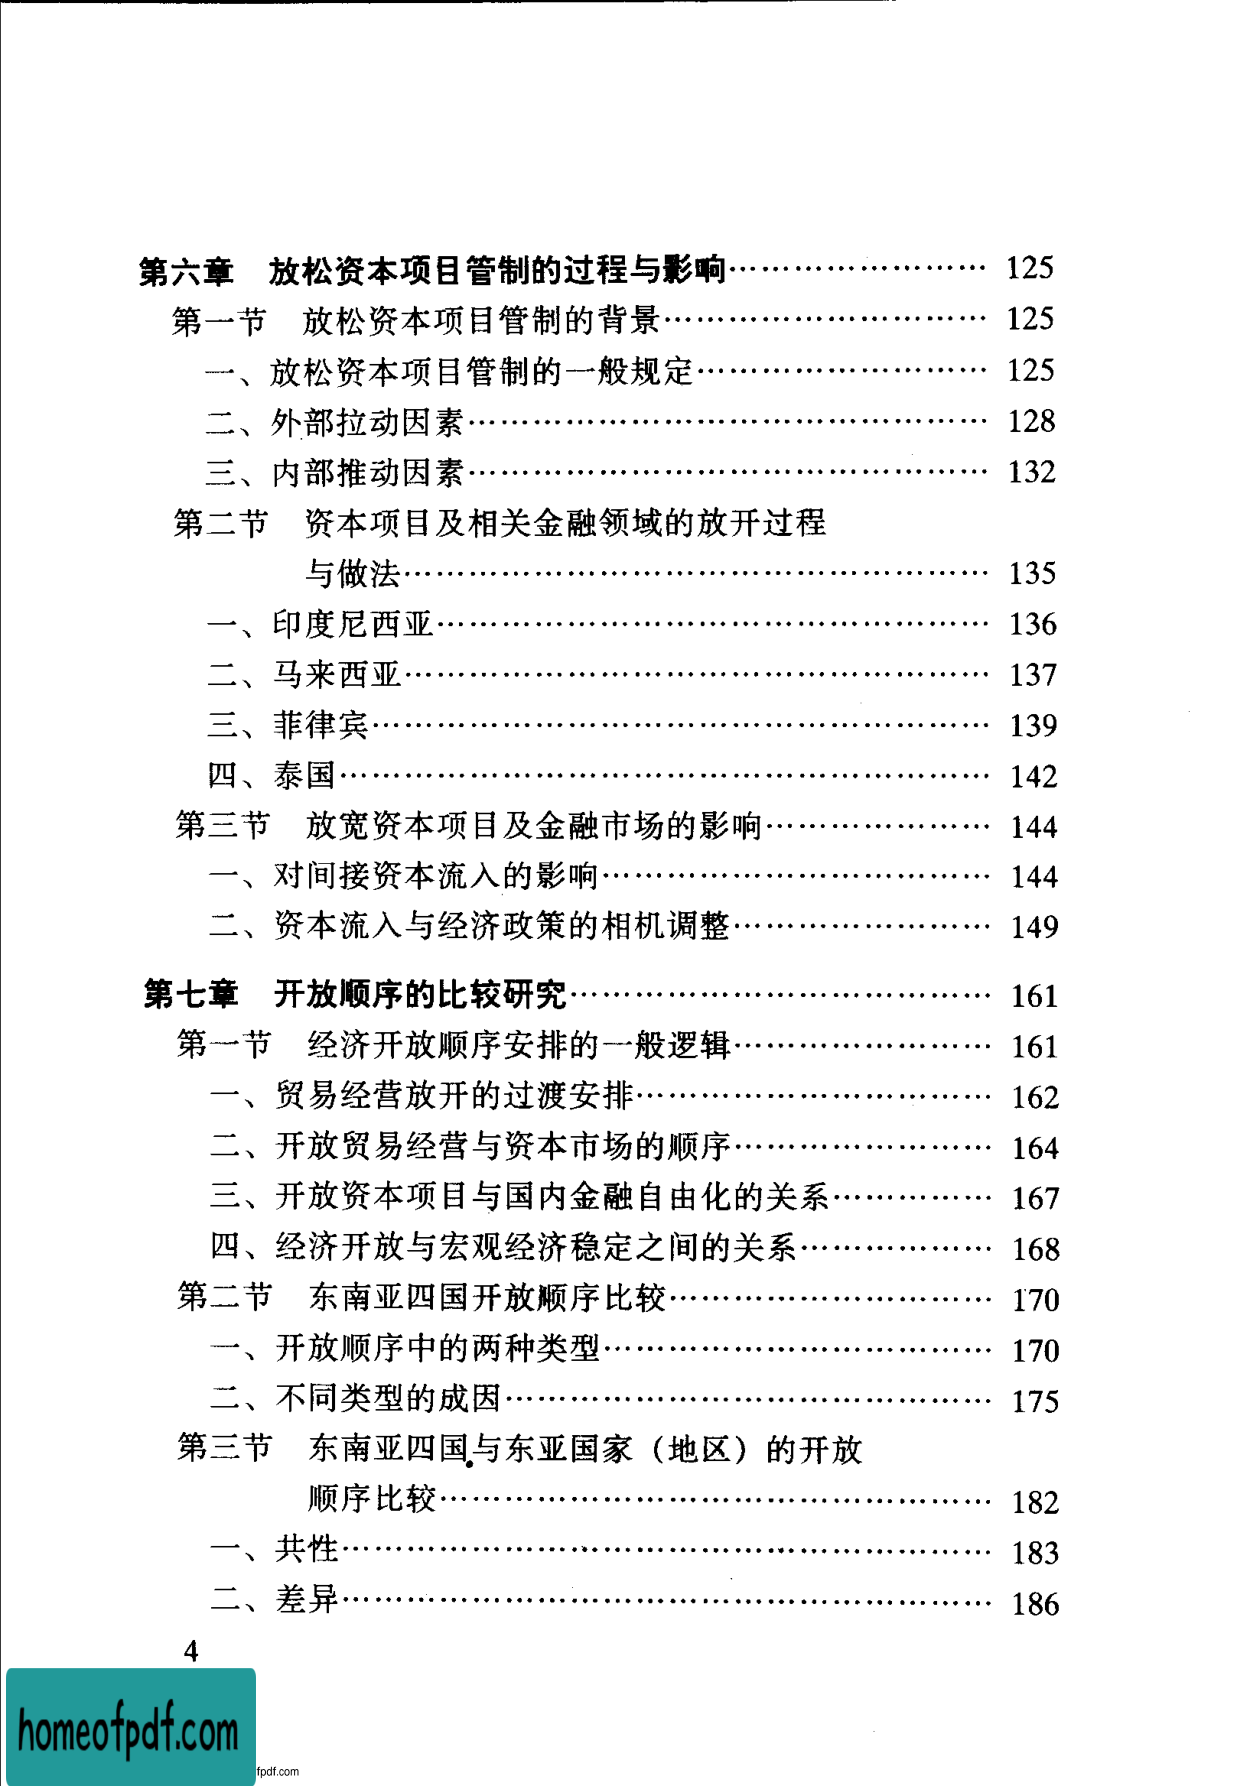 第六章　放松资本项目管制的过程与影响…………………… 125
第一节　放松资本项目管制的背景………………………… 125
一、放松资本项目管制的一般规定……………………… 125
二、外部拉动因素………………………………………… 128
三、内部推动因素………………………………………… 132
第二节　资本项目及相关金融领域的放开过程
与做法……………………………………………… 135
一、印度尼西亚…………………………………………… 136
二、马来西亚……………………………………………… 137
三、菲律宾………………………………………………… 139
四、泰国…………………………………………………… 142
第三节　放宽资本项目及金融市场的影响………………… 144
一、对间接资本流入的影响……………………………… 144
二、资本流入与经济政策的相机调整…………………… 149
第七章　开放顺序的比较研究………………………………… 161
第一节　经济开放顺序安排的一般逻辑…………………… 161
一、贸易经营放开的过渡安排…………………………… 162
二、开放贸易经营与资本市场的顺序…………………… 164
三、开放资本项目与国内金融自由化的关系…………… 167
四、经济开放与宏观经济稳定之间的关系……………… 168
第二节　东南亚四国开放顺序比较………………………… 170
一、开放顺序中的两种类型……………………………… 170
二、不同类型的成因……………………………………… 175
第三节　东南亚四国与东亚国家（地区）的开放
顺序比较…………………………………………… 182
一、共性…………………………………………………… 183
二、差异…………………………………………………… 186
4
homeofpdf.com
fpdf.com